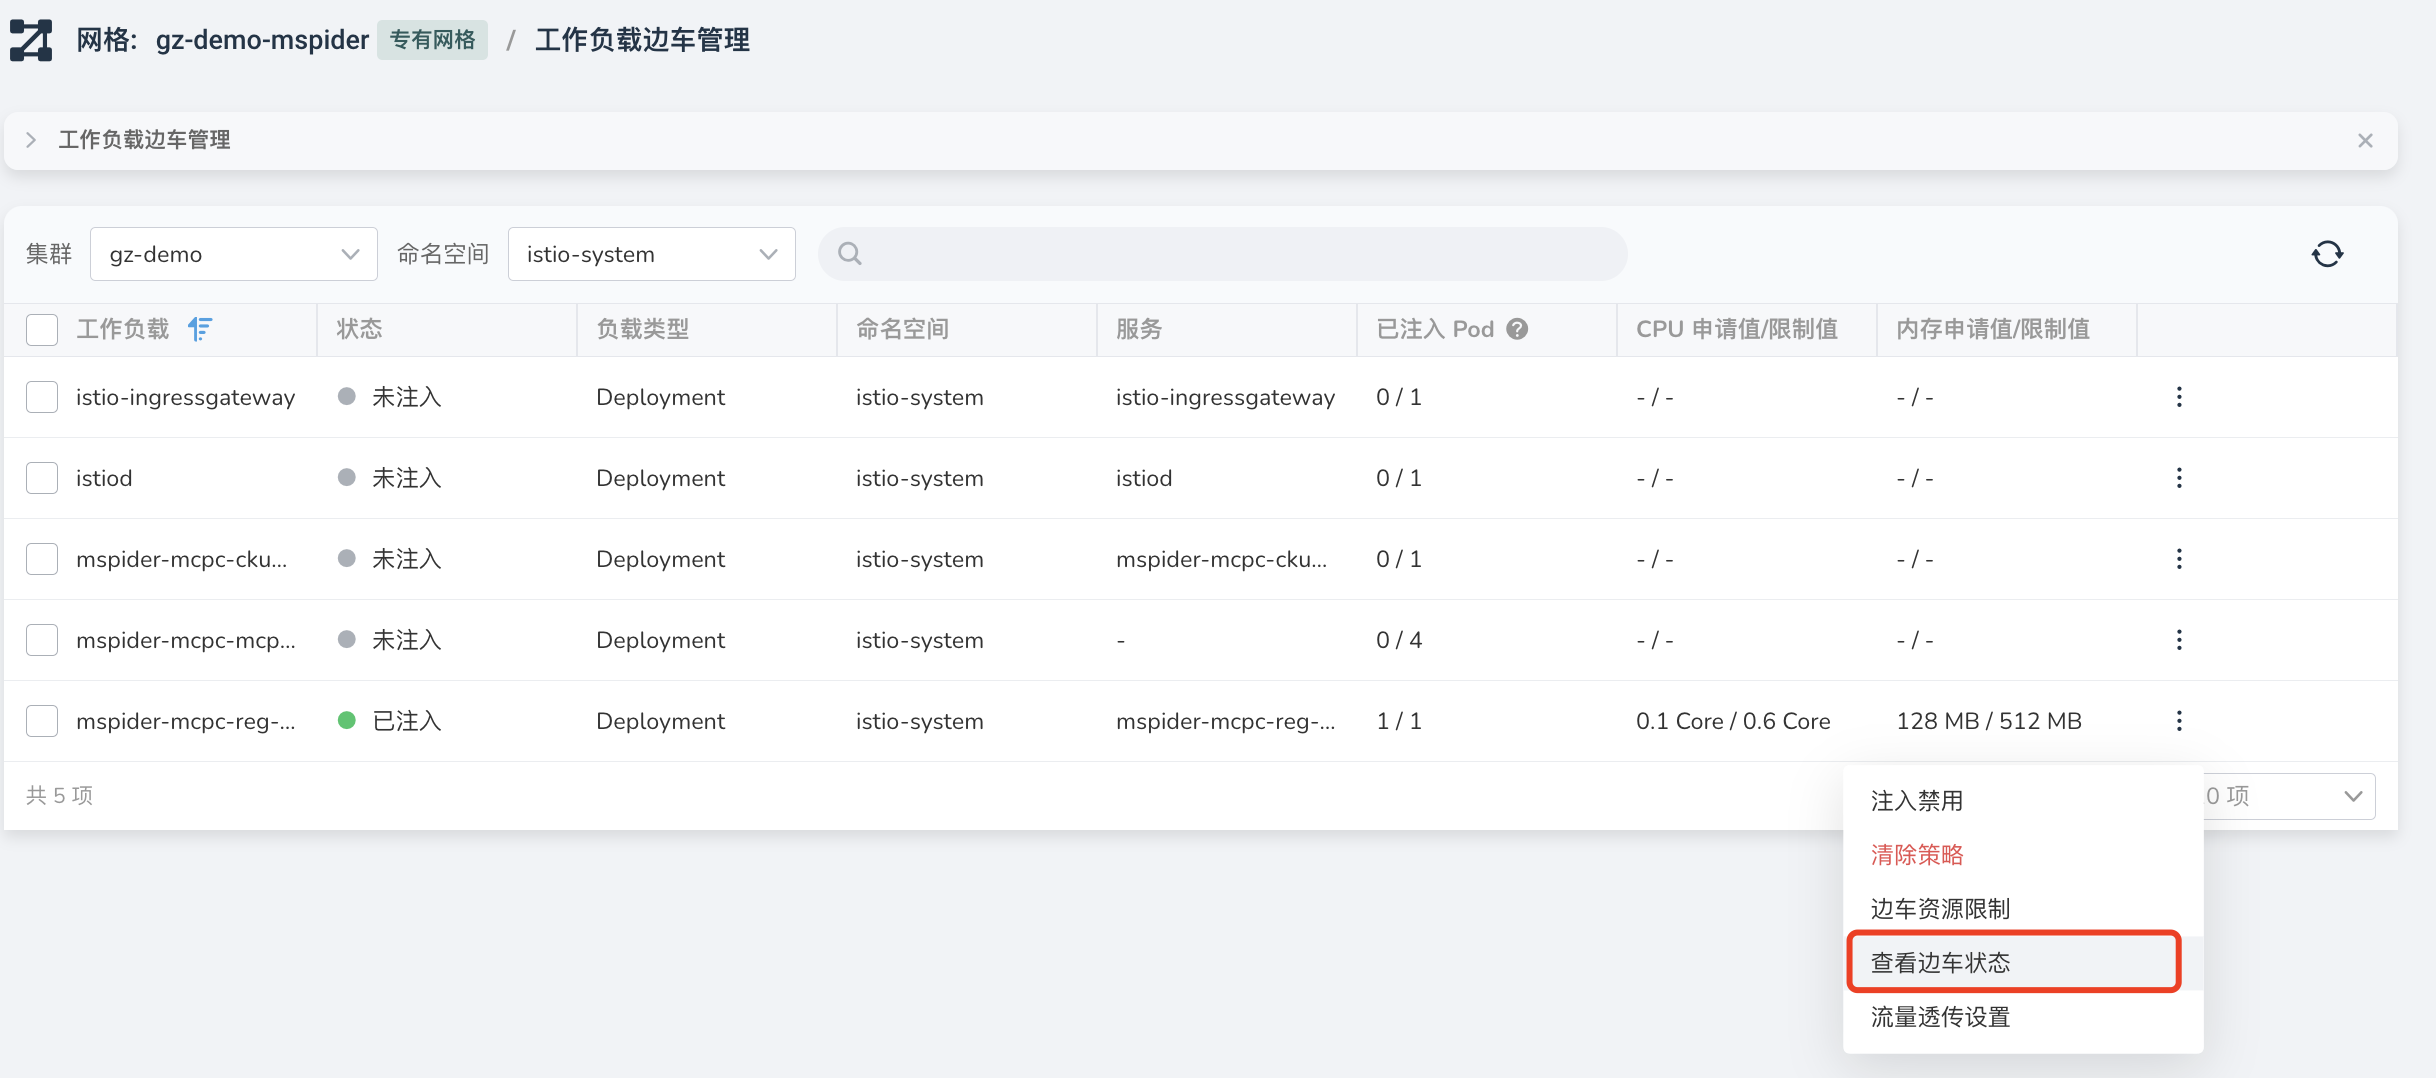 网格: gz-demo-mspider 专有网格 / 工作负载边车管理
工作负载边车管理
集群 gz-demo 命名空间 istio-system
工作负载 状态 负载类型 命名空间 服务 已注入 Pod CPU 申请值/限制值 内存申请值/限制值
istio-ingressgateway 未注入 Deployment istio-system istio-ingressgateway 0 / 1 - / - - / -
istiod 未注入 Deployment istio-system istiod 0 / 1 - / - - / -
mspider-mcpc-cku... 未注入 Deployment istio-system mspider-mcpc-cku... 0 / 1 - / - - / -
mspider-mcpc-mcp... 未注入 Deployment istio-system - 0 / 4 - / - - / -
mspider-mcpc-reg-... 已注入 Deployment istio-system mspider-mcpc-reg-... 1 / 1 0.1 Core / 0.6 Core 128 MB / 512 MB
共 5 项 0 项
注入禁用
清除策略
边车资源限制
查看边车状态
流量透传设置